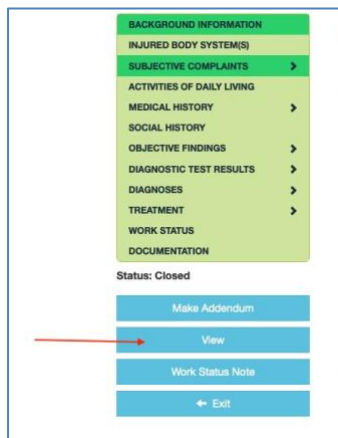 BACKGROUND INFORMATION
INJURED BODY SYSTEM(S)
SUBJECTIVE COMPLAINTS
ACTIVITIES OF DAILY LIVING
MEDICAL HISTORY
SOCIAL HISTORY
OBJECTIVE FINDINGS
DIAGNOSTIC TEST RESULTS
DIAGNOSES
TREATMENT
WORK STATUS
DOCUMENTATION
Status: Closed
Make Addendum
View
Work Status Note
Exit